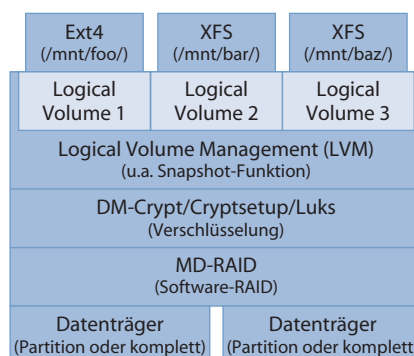 Ext4 XFS XFS
(/mnt/foo/) (/mnt/bar/) (/mnt/baz/)
Logical Logical Logical
Volume 1 Volume 2 Volume 3
Logical Volume Management (LVM)
(u.a. Snapshot-Funktion)
DM-Crypt/Cryptsetup/Luks
(Verschlüsselung)
MD-RAID
(Software-RAID)
Datenträger Datenträger
(Partition oder komplett) (Partition oder komplett